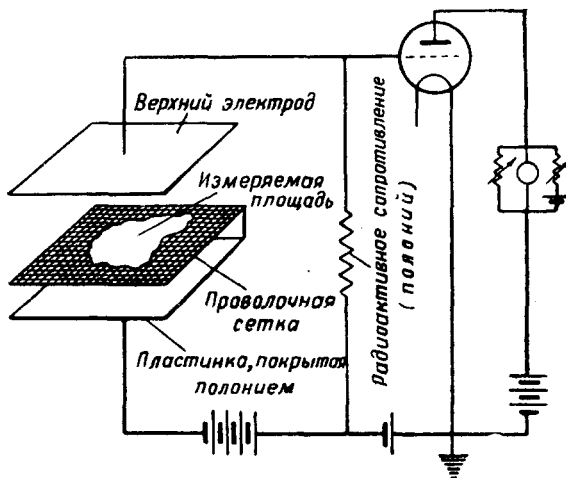 Верхний электрод
Измеряемая
площадь
Проволочная
сетка
Пластинка, покрытая
полонием
Радиоактивное сопротивление
(полоний)